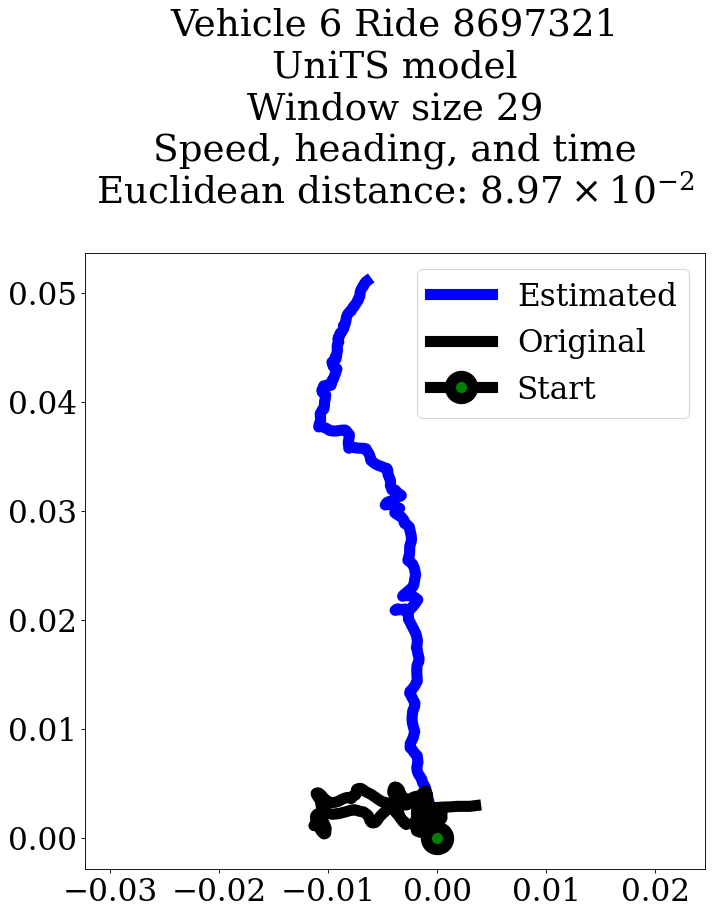 Vehicle 6 Ride 8697321
UniTS model
Window size 29
Speed, heading, and time
Euclidean distance: 8.97 × 10⁻²
Estimated
Original
Start
0.05
0.04
0.03
0.02
0.01
0.00
−0.03 −0.02 −0.01 0.00 0.01 0.02